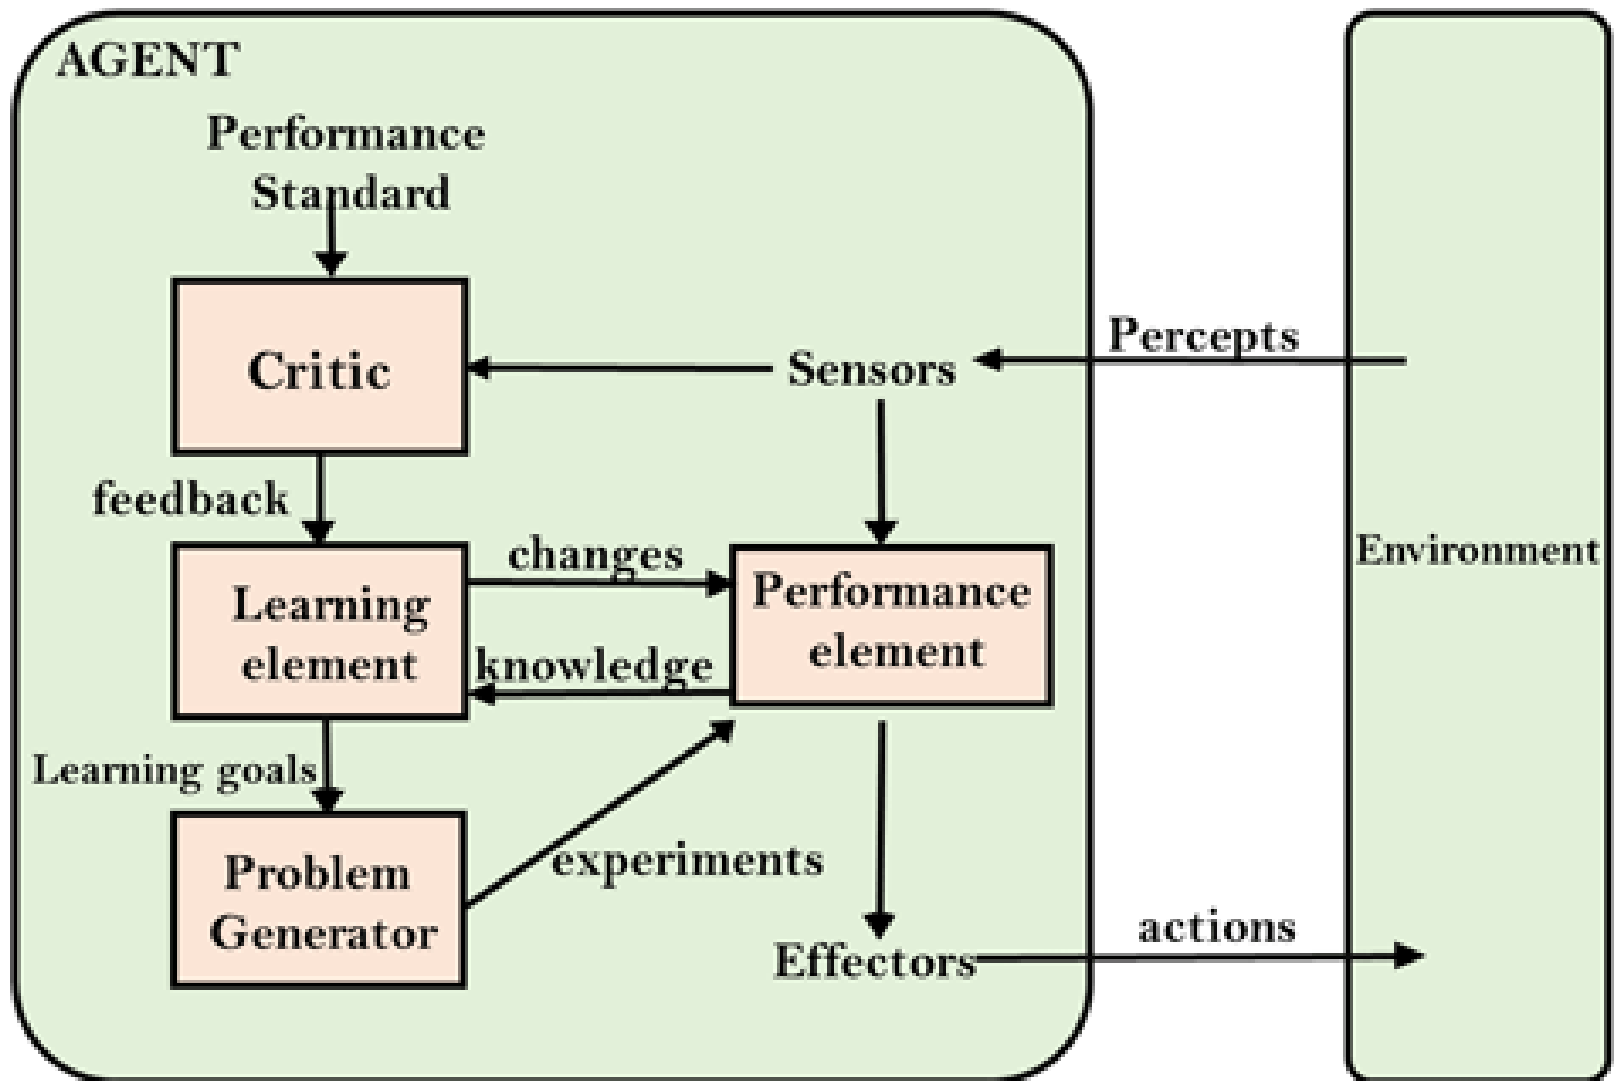 AGENT
Performance
Standard
Critic
Sensors
Percepts
feedback
changes
Learning
element
Performance
element
knowledge
Environment
Learning goals
Problem
Generator
experiments
Effectors
actions